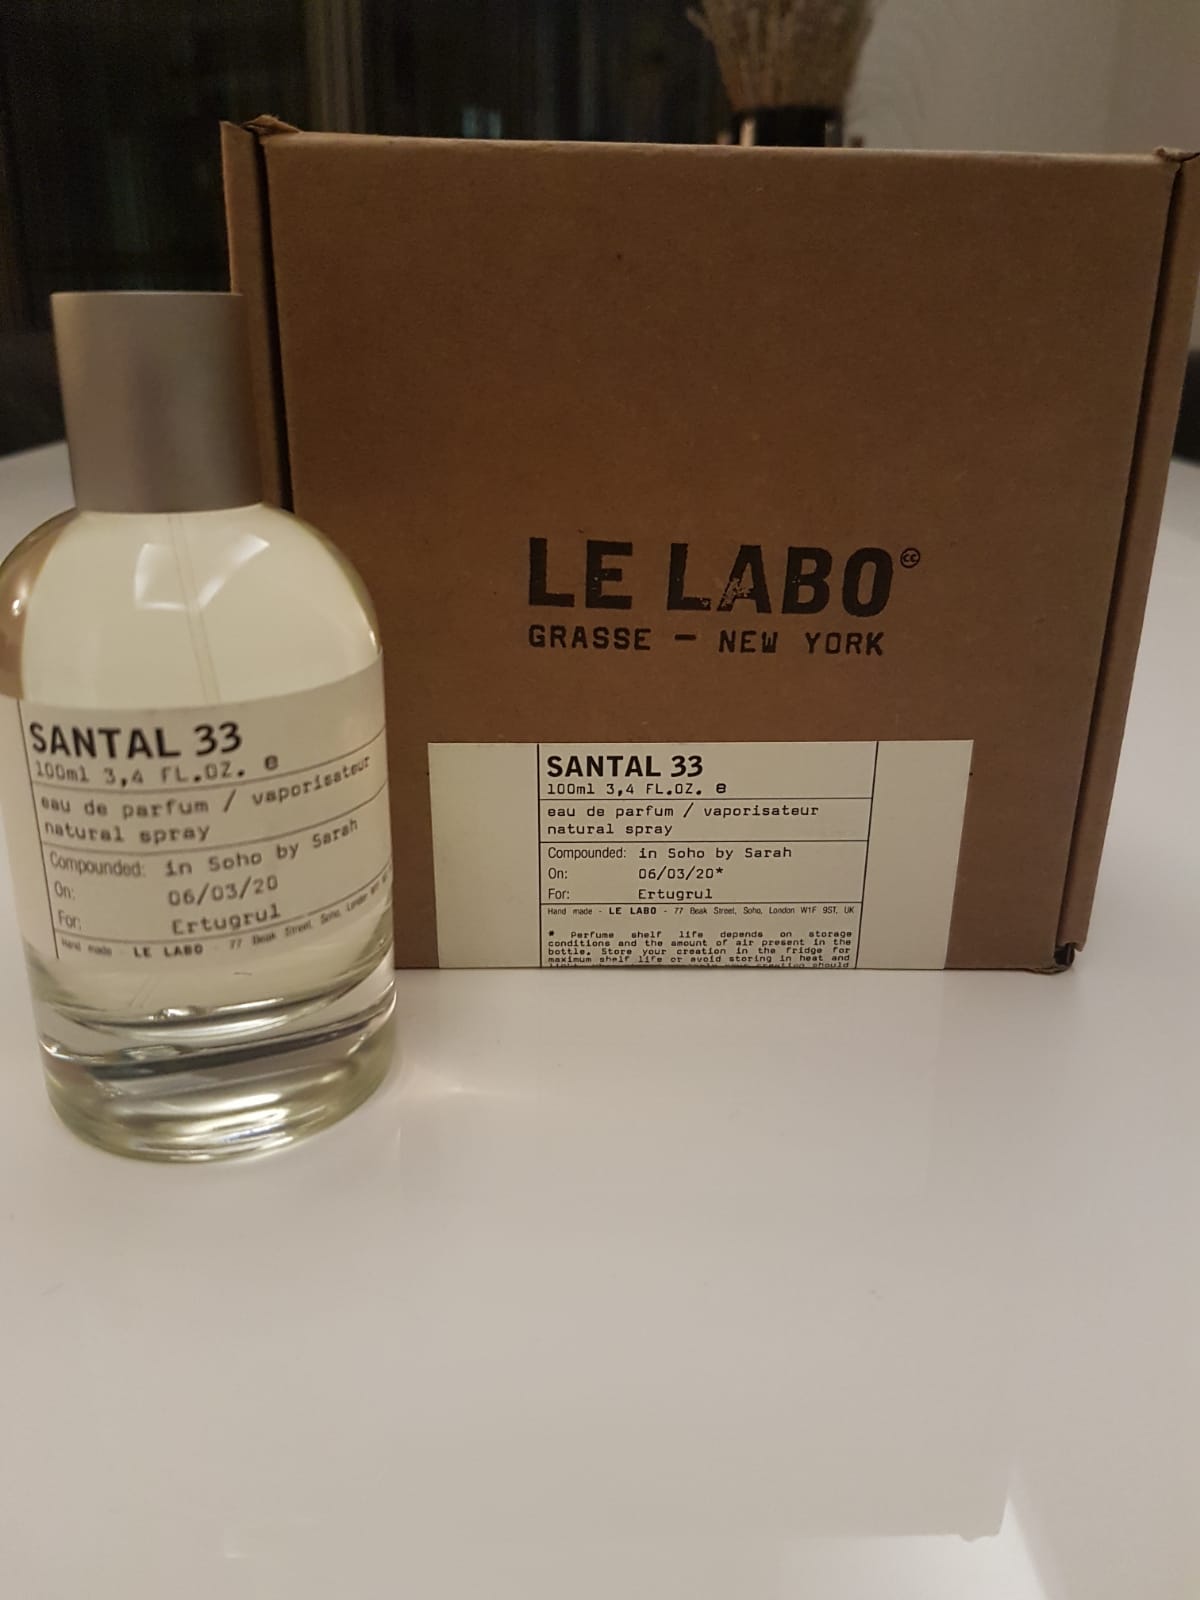 LE LABO
GRASSE — NEW YORK
SANTAL 33
100ml 3,4 FL.OZ. e
eau de parfum / vaporisateur
natural spray
Compounded: in Soho by Sarah
On: 06/03/20
For: Ertugrul
Hand made - LE LABO - 77 Beak Street, Soho, London
SANTAL 33
100ml 3,4 FL.OZ. e
eau de parfum / vaporisateur
natural spray
Compounded: in Soho by Sarah
On: 06/03/20*
For: Ertugrul
Hand made - LE LABO - 77 Beak Street, Soho, London W1F 9ST, UK
* Perfume shelf life depends on storage
conditions and the amount of air present in the
bottle. Store your creation in the fridge for
maximum shelf life or avoid storing in heat and